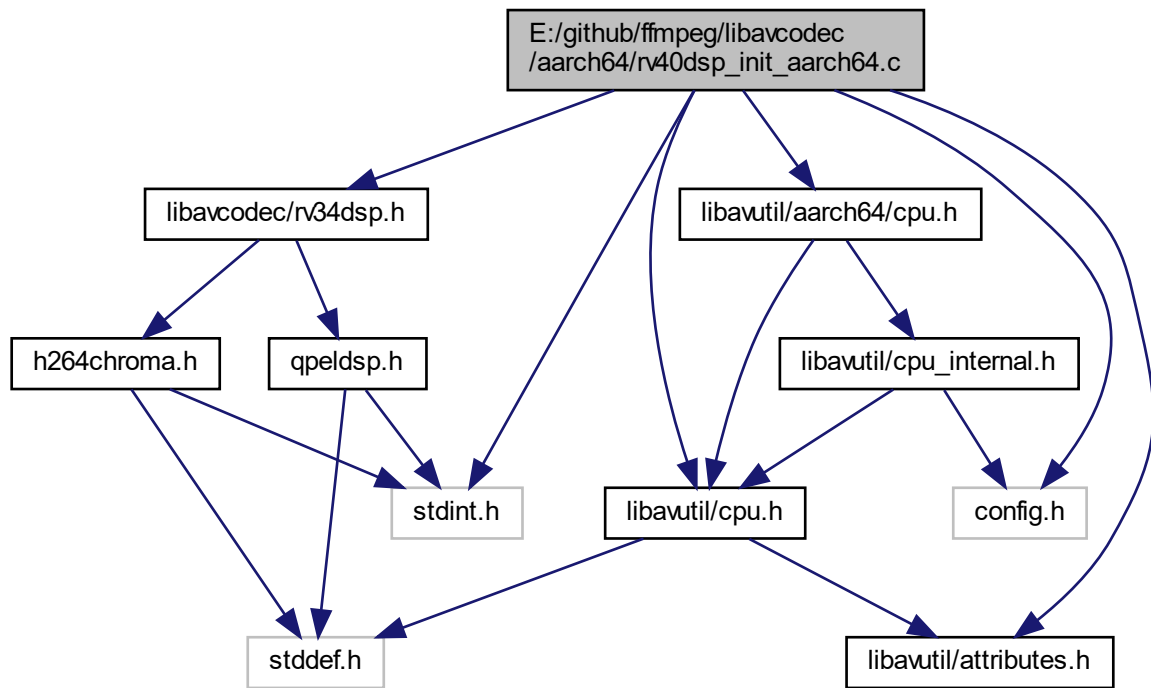 E:/github/ffmpeg/libavcodec
/aarch64/rv40dsp_init_aarch64.c
libavcodec/rv34dsp.h
libavutil/aarch64/cpu.h
h264chroma.h
qpeldsp.h
libavutil/cpu_internal.h
stdint.h
libavutil/cpu.h
config.h
stddef.h
libavutil/attributes.h